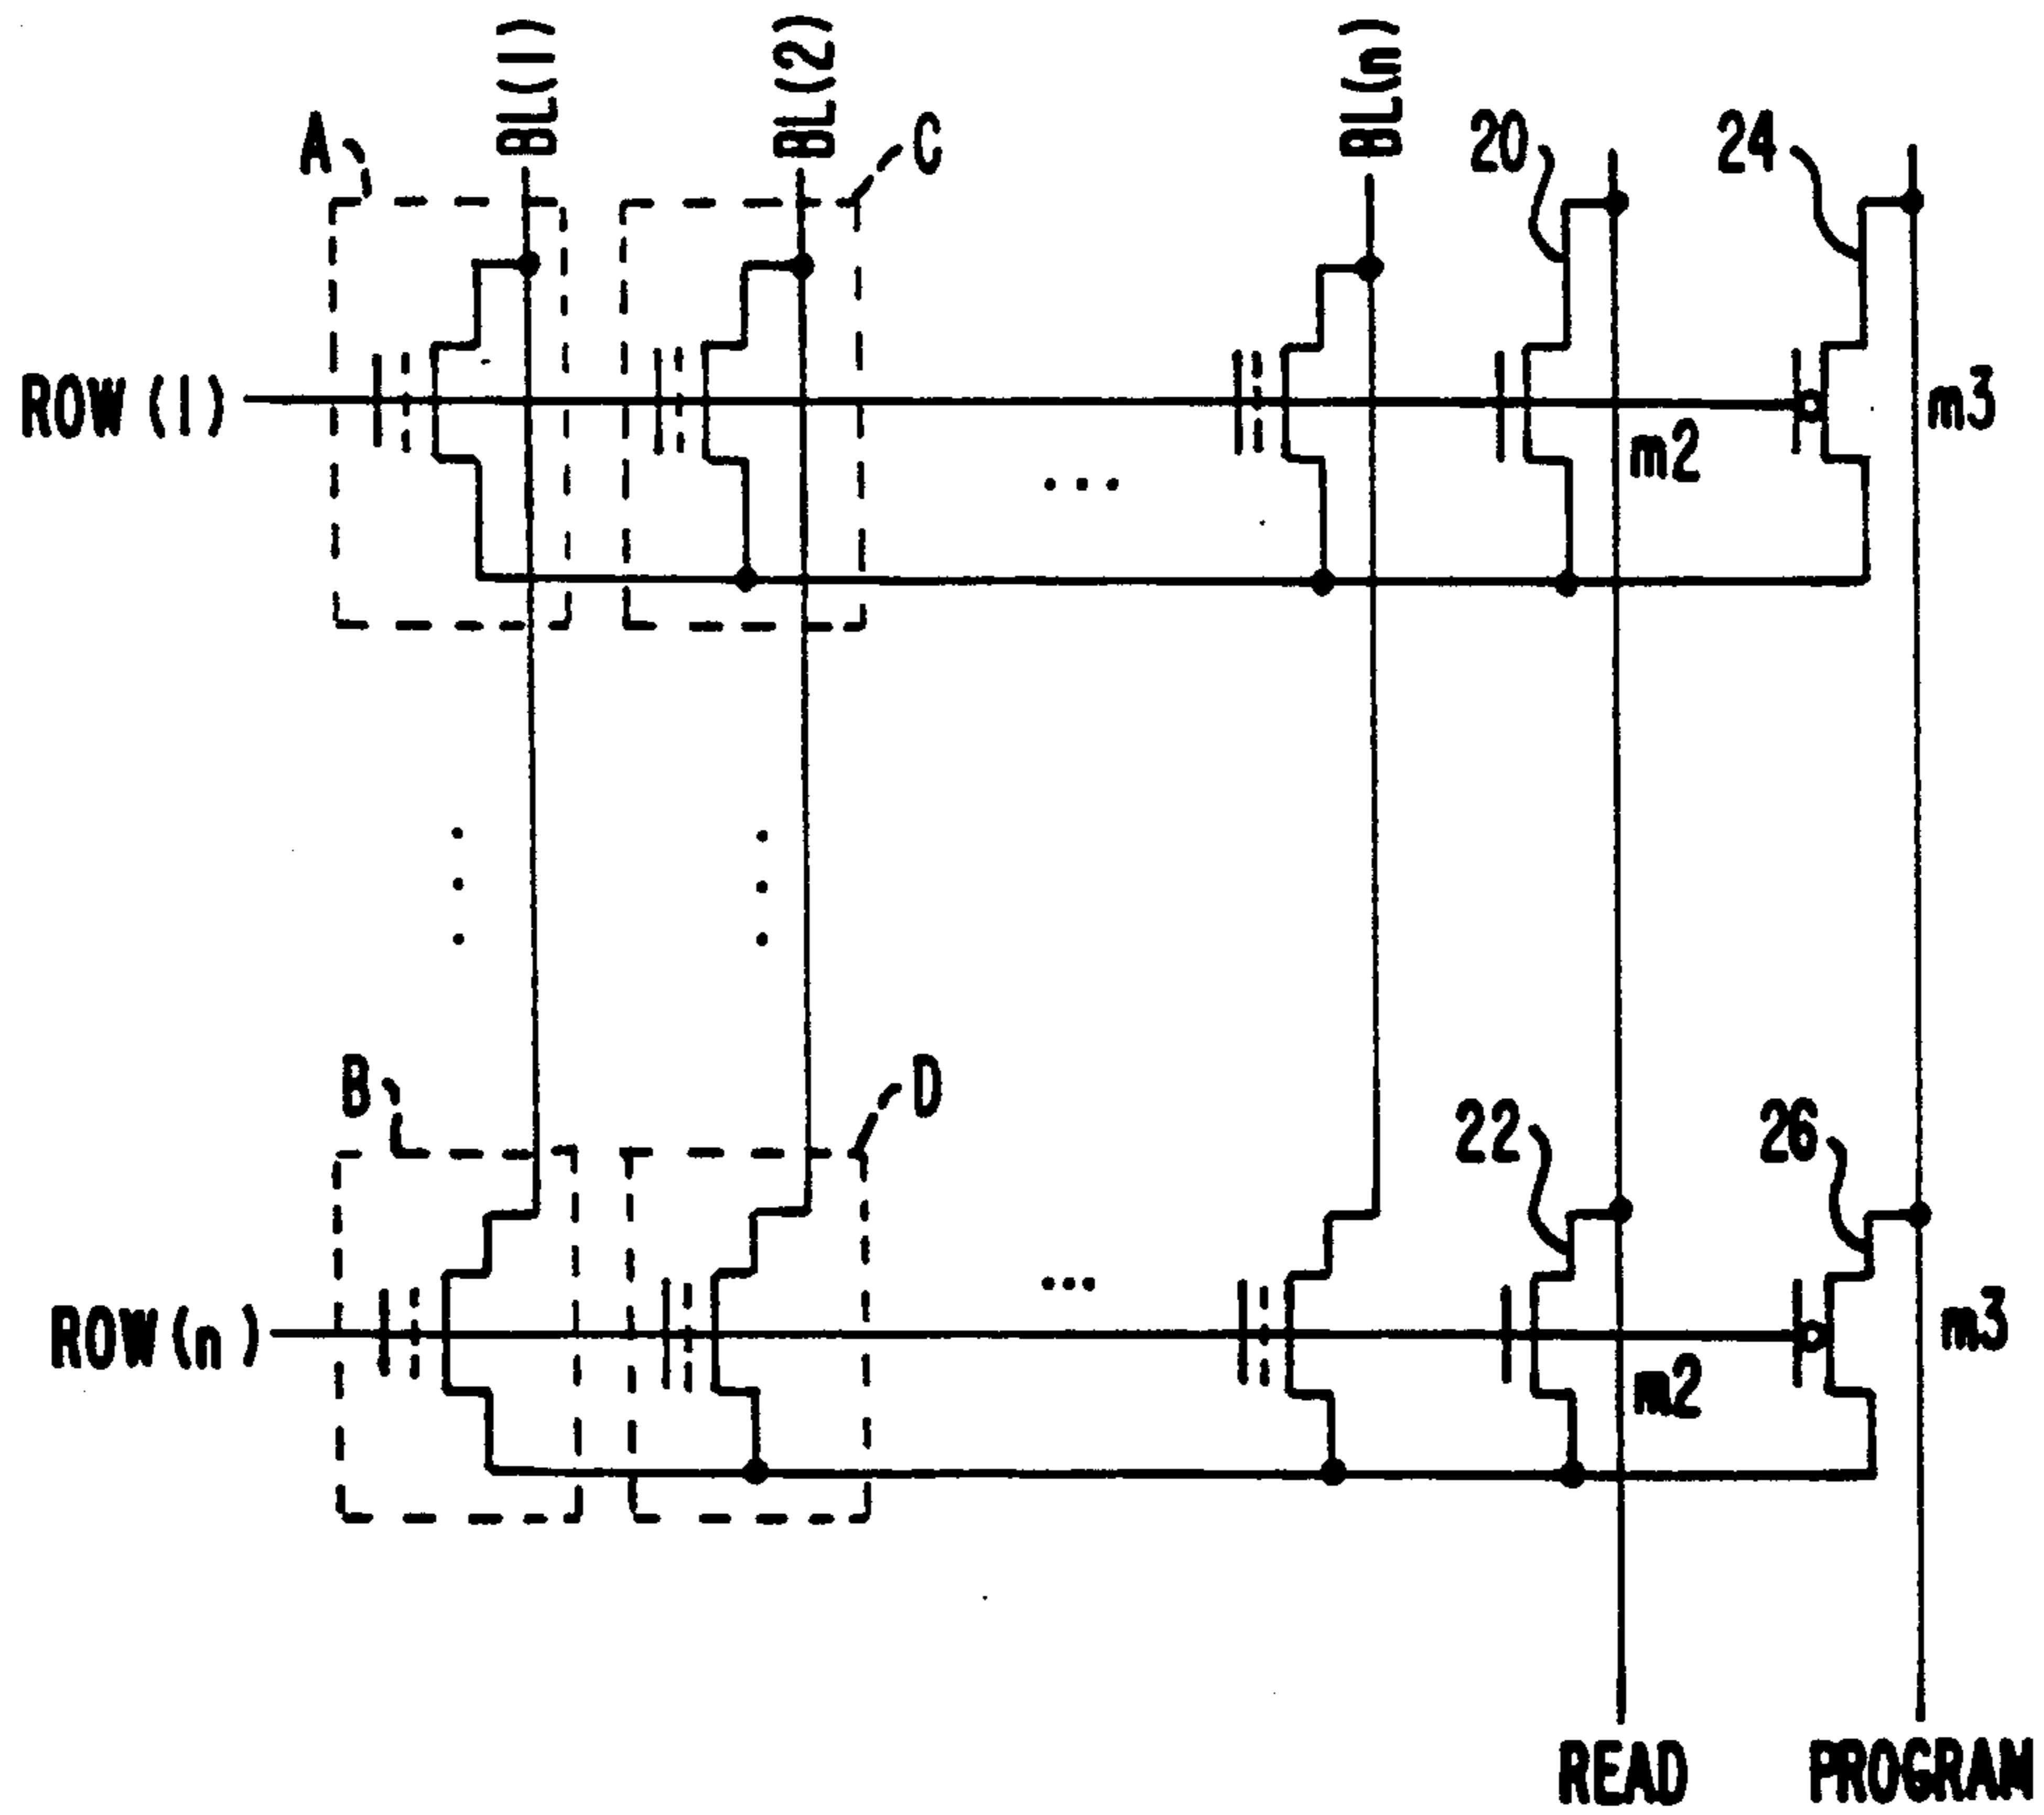 BL(1)
BL(2)
BL(n)
A
C
20
24
ROW(1)
m2
m3
B
D
22
26
ROW(n)
m2
m3
READ
PROGRAM